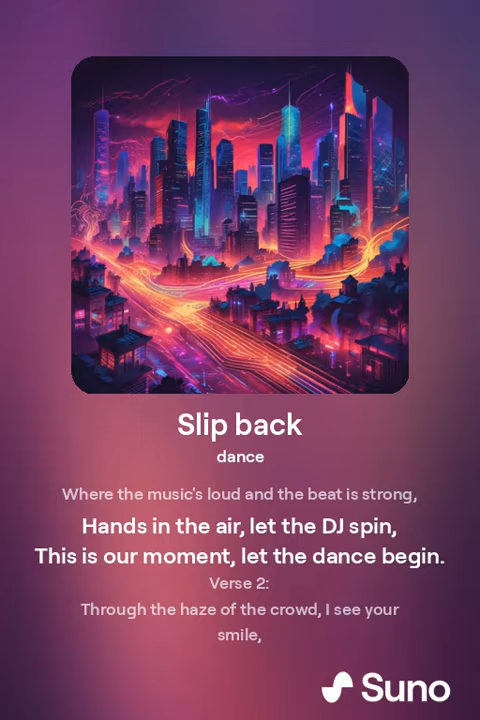 Slip back
dance
Where the music's loud and the beat is strong,
Hands in the air, let the DJ spin,
This is our moment, let the dance begin.
Verse 2:
Through the haze of the crowd, I see your
smile,
Suno